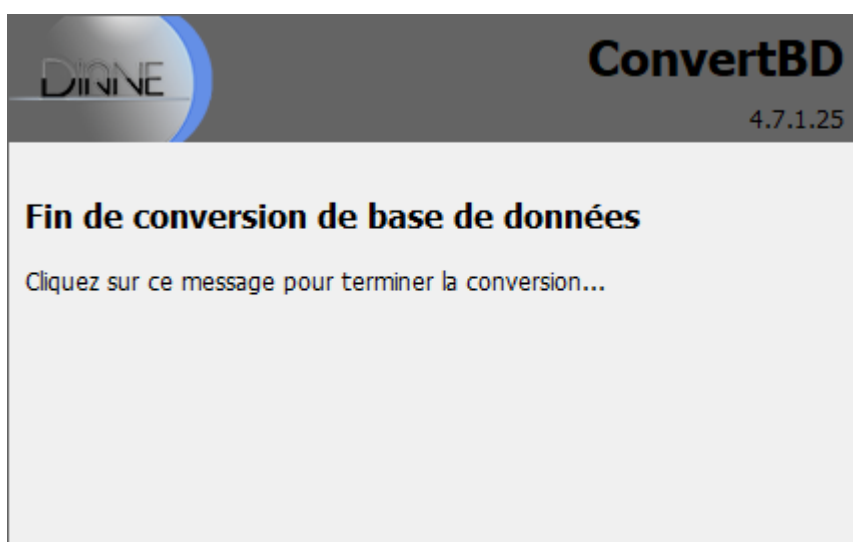 DIANE
ConvertBD
4.7.1.25
Fin de conversion de base de données
Cliquez sur ce message pour terminer la conversion...